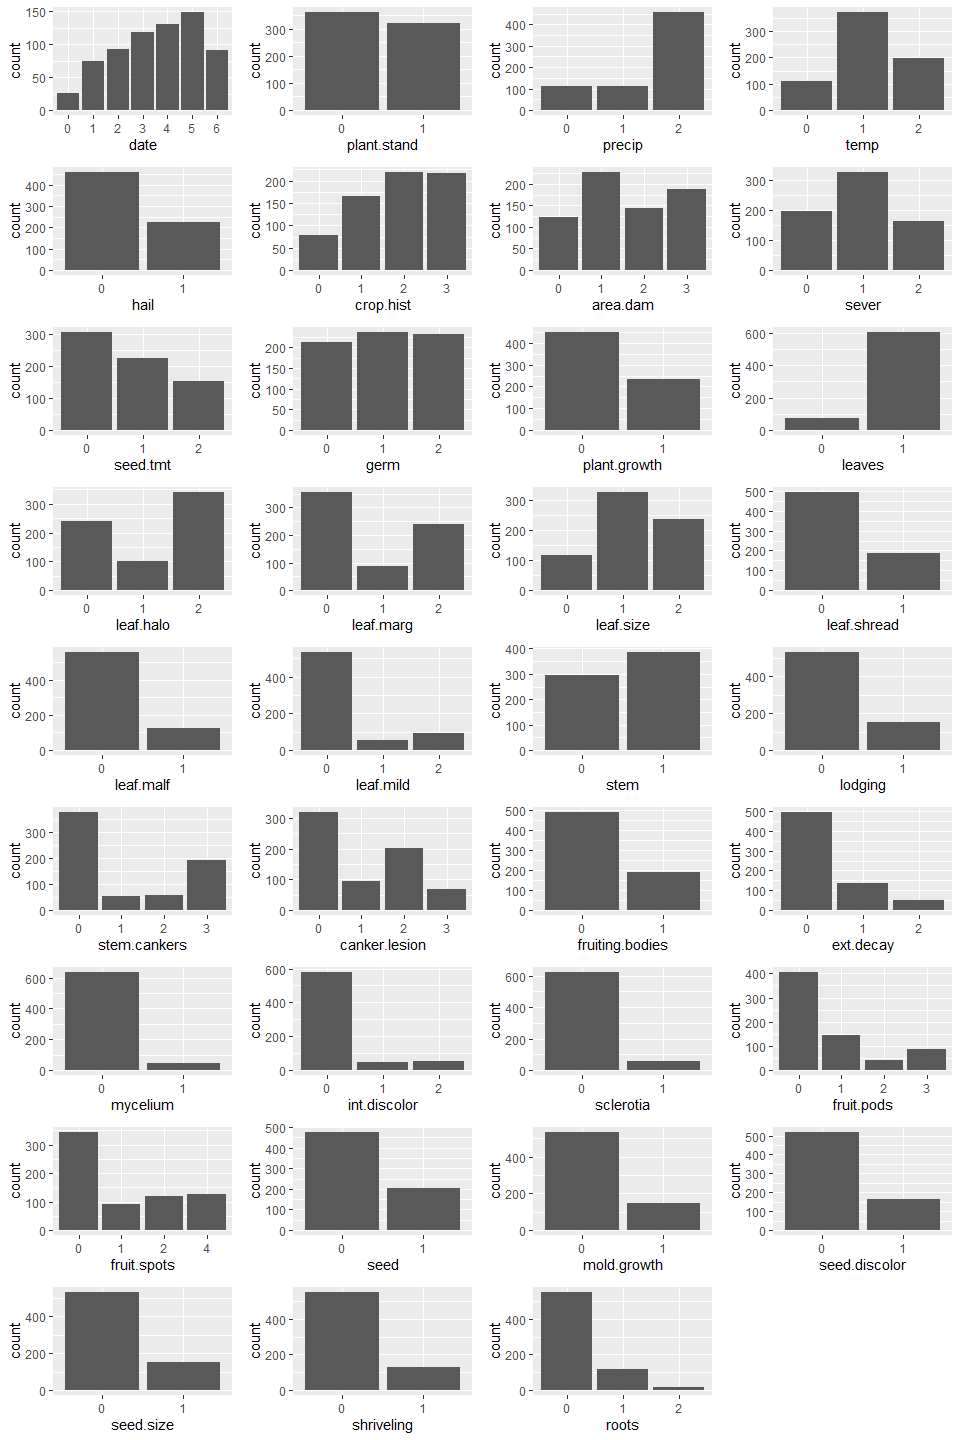 count
150
100
50
0
0 1 2 3 4 5 6
date
count
300
200
100
0
0 1
plant.stand
count
400
300
200
100
0
0 1 2
precip
count
300
200
100
0
0 1 2
temp
count
400
300
200
100
0
0 1
hail
count
200
150
100
50
0
0 1 2 3
crop.hist
count
200
150
100
50
0
0 1 2 3
area.dam
count
300
200
100
0
0 1 2
sever
count
300
200
100
0
0 1 2
seed.tmt
count
200
150
100
50
0
0 1 2
germ
count
400
300
200
100
0
0 1
plant.growth
count
600
400
200
0
0 1
leaves
count
300
200
100
0
0 1 2
leaf.halo
count
300
200
100
0
0 1 2
leaf.marg
count
300
200
100
0
0 1 2
leaf.size
count
500
400
300
200
100
0
0 1
leaf.shread
count
400
200
0
0 1
leaf.malf
count
500
400
300
200
100
0
0 1 2
leaf.mild
count
400
300
200
100
0
0 1
stem
count
400
200
0
0 1
lodging
count
300
200
100
0
0 1 2 3
stem.cankers
count
300
200
100
0
0 1 2 3
canker.lesion
count
500
400
300
200
100
0
0 1
fruiting.bodies
count
500
400
300
200
100
0
0 1 2
ext.decay
count
600
400
200
0
0 1
mycelium
count
600
400
200
0
0 1 2
int.discolor
count
600
400
200
0
0 1
sclerotia
count
400
300
200
100
0
0 1 2 3
fruit.pods
count
300
200
100
0
0 1 2 4
fruit.spots
count
500
400
300
200
100
0
0 1
seed
count
400
200
0
0 1
mold.growth
count
500
400
300
200
100
0
0 1
seed.discolor
count
400
200
0
0 1
seed.size
count
400
200
0
0 1
shriveling
count
400
200
0
0 1 2
roots